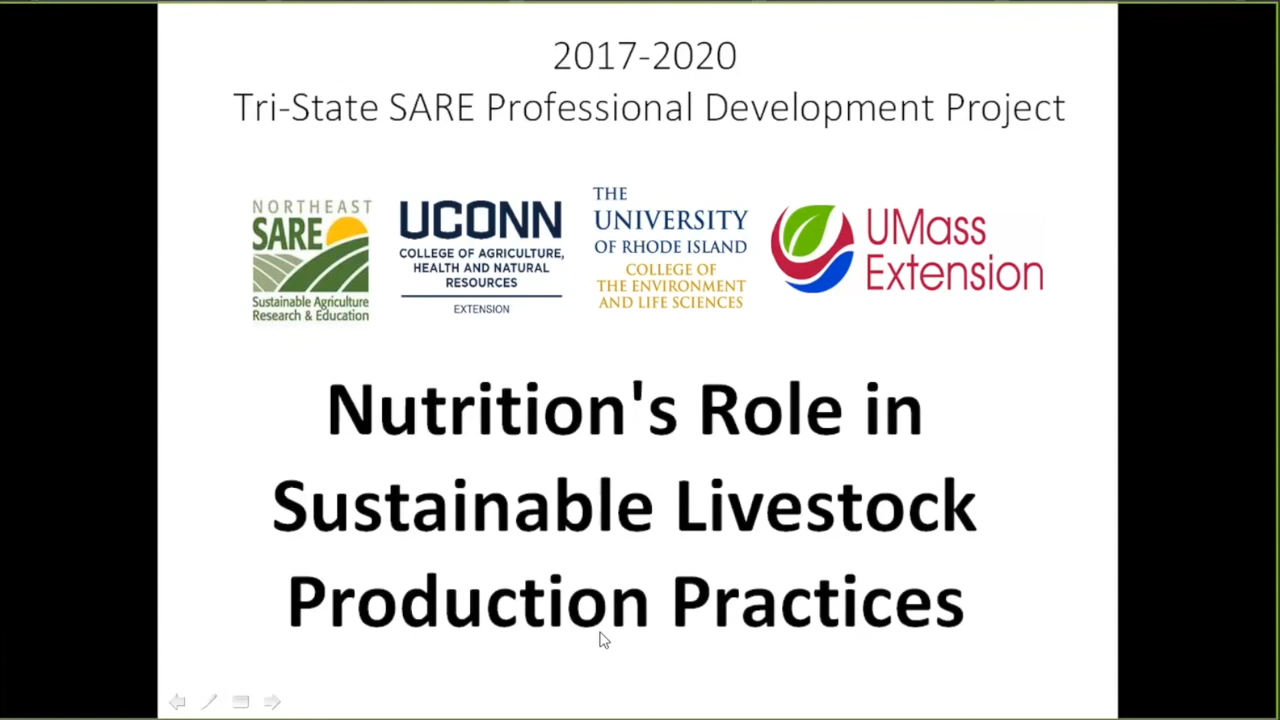 2017-2020
Tri-State SARE Professional Development Project
NORTHEAST
SARE
Sustainable Agriculture
Research & Education
UCONN
COLLEGE OF AGRICULTURE,
HEALTH AND NATURAL
RESOURCES
EXTENSION
THE
UNIVERSITY
OF RHODE ISLAND
COLLEGE OF
THE ENVIRONMENT
AND LIFE SCIENCES
UMass
Extension
Nutrition's Role in
Sustainable Livestock
Production Practices